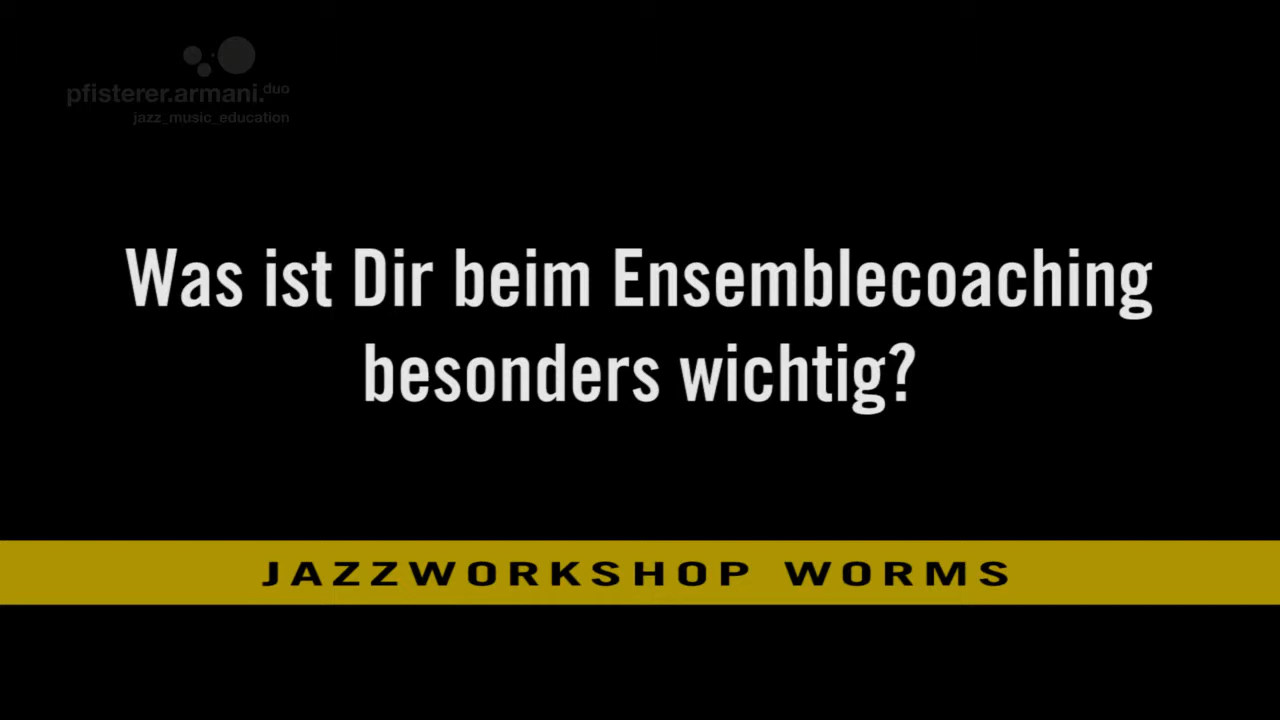 pfisterer.armani.duo
jazz_music_education
Was ist Dir beim Ensemblecoaching
besonders wichtig?
JAZZWORKSHOP WORMS